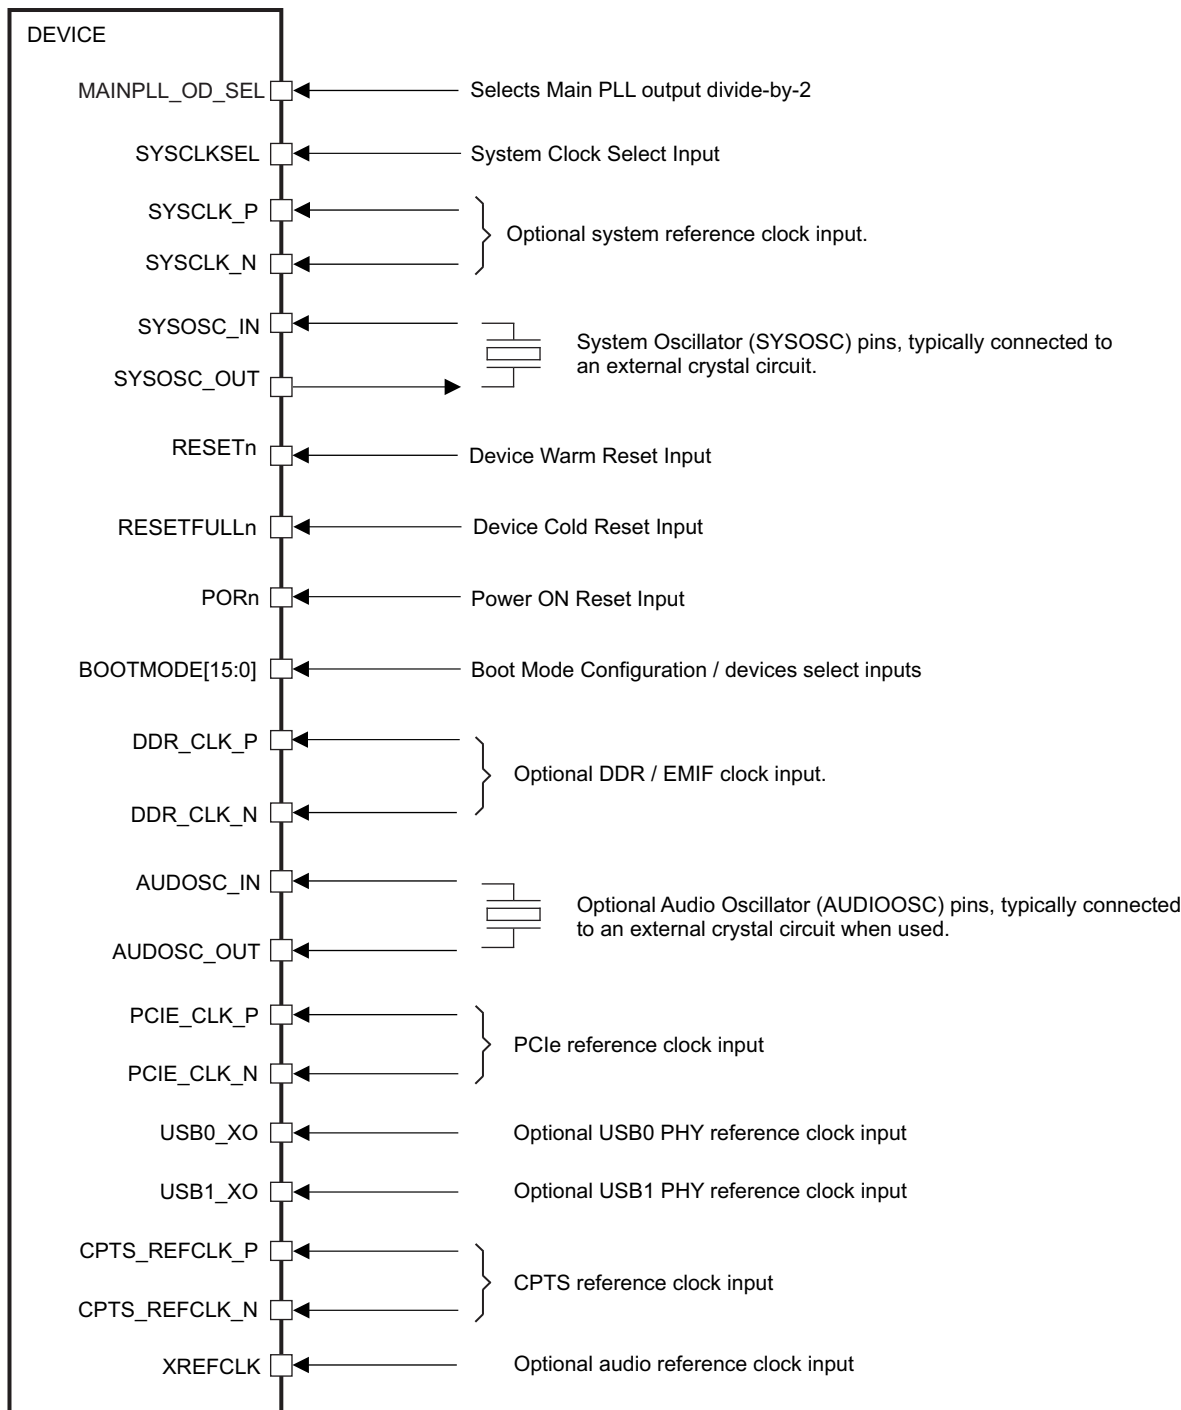 DEVICE
MAINPLL_OD_SEL Selects Main PLL output divide-by-2
SYSCLKSEL System Clock Select Input
SYSCLK_P
Optional system reference clock input.
SYSCLK_N
SYSOSC_IN
System Oscillator (SYSOSC) pins, typically connected to
an external crystal circuit.
SYSOSC_OUT
RESETn Device Warm Reset Input
RESETFULLn Device Cold Reset Input
PORn Power ON Reset Input
BOOTMODE[15:0] Boot Mode Configuration / devices select inputs
DDR_CLK_P
Optional DDR / EMIF clock input.
DDR_CLK_N
AUDOSC_IN
Optional Audio Oscillator (AUDIOOSC) pins, typically connected
to an external crystal circuit when used.
AUDOSC_OUT
PCIE_CLK_P
PCIe reference clock input
PCIE_CLK_N
USB0_XO Optional USB0 PHY reference clock input
USB1_XO Optional USB1 PHY reference clock input
CPTS_REFCLK_P
CPTS reference clock input
CPTS_REFCLK_N
XREFCLK Optional audio reference clock input